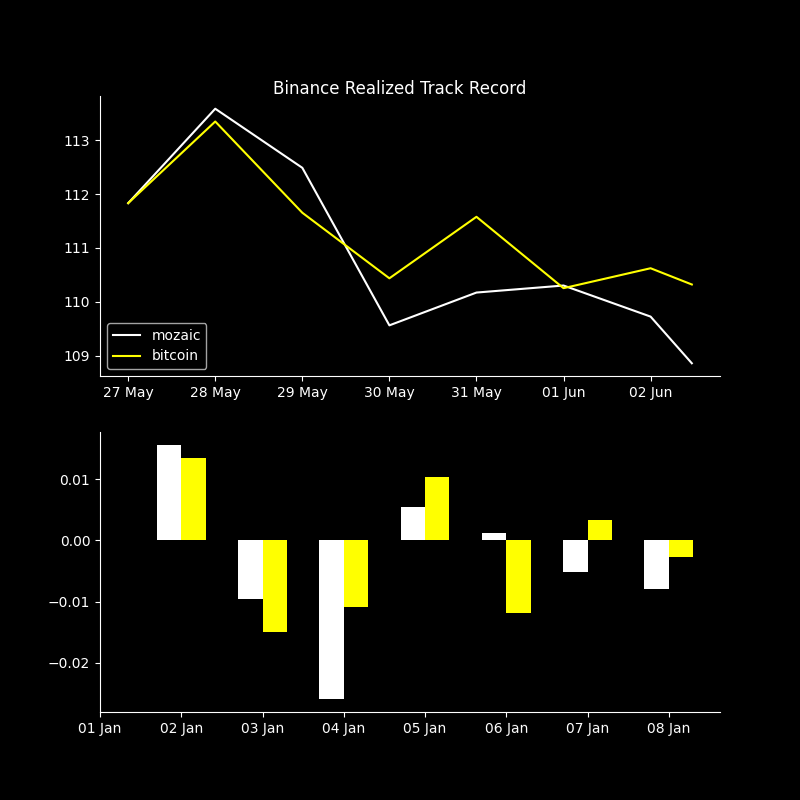 Binance Realized Track Record
113
112
111
110
109
mozaic
bitcoin
27 May 28 May 29 May 30 May 31 May 01 Jun 02 Jun
0.01
0.00
−0.01
−0.02
01 Jan 02 Jan 03 Jan 04 Jan 05 Jan 06 Jan 07 Jan 08 Jan